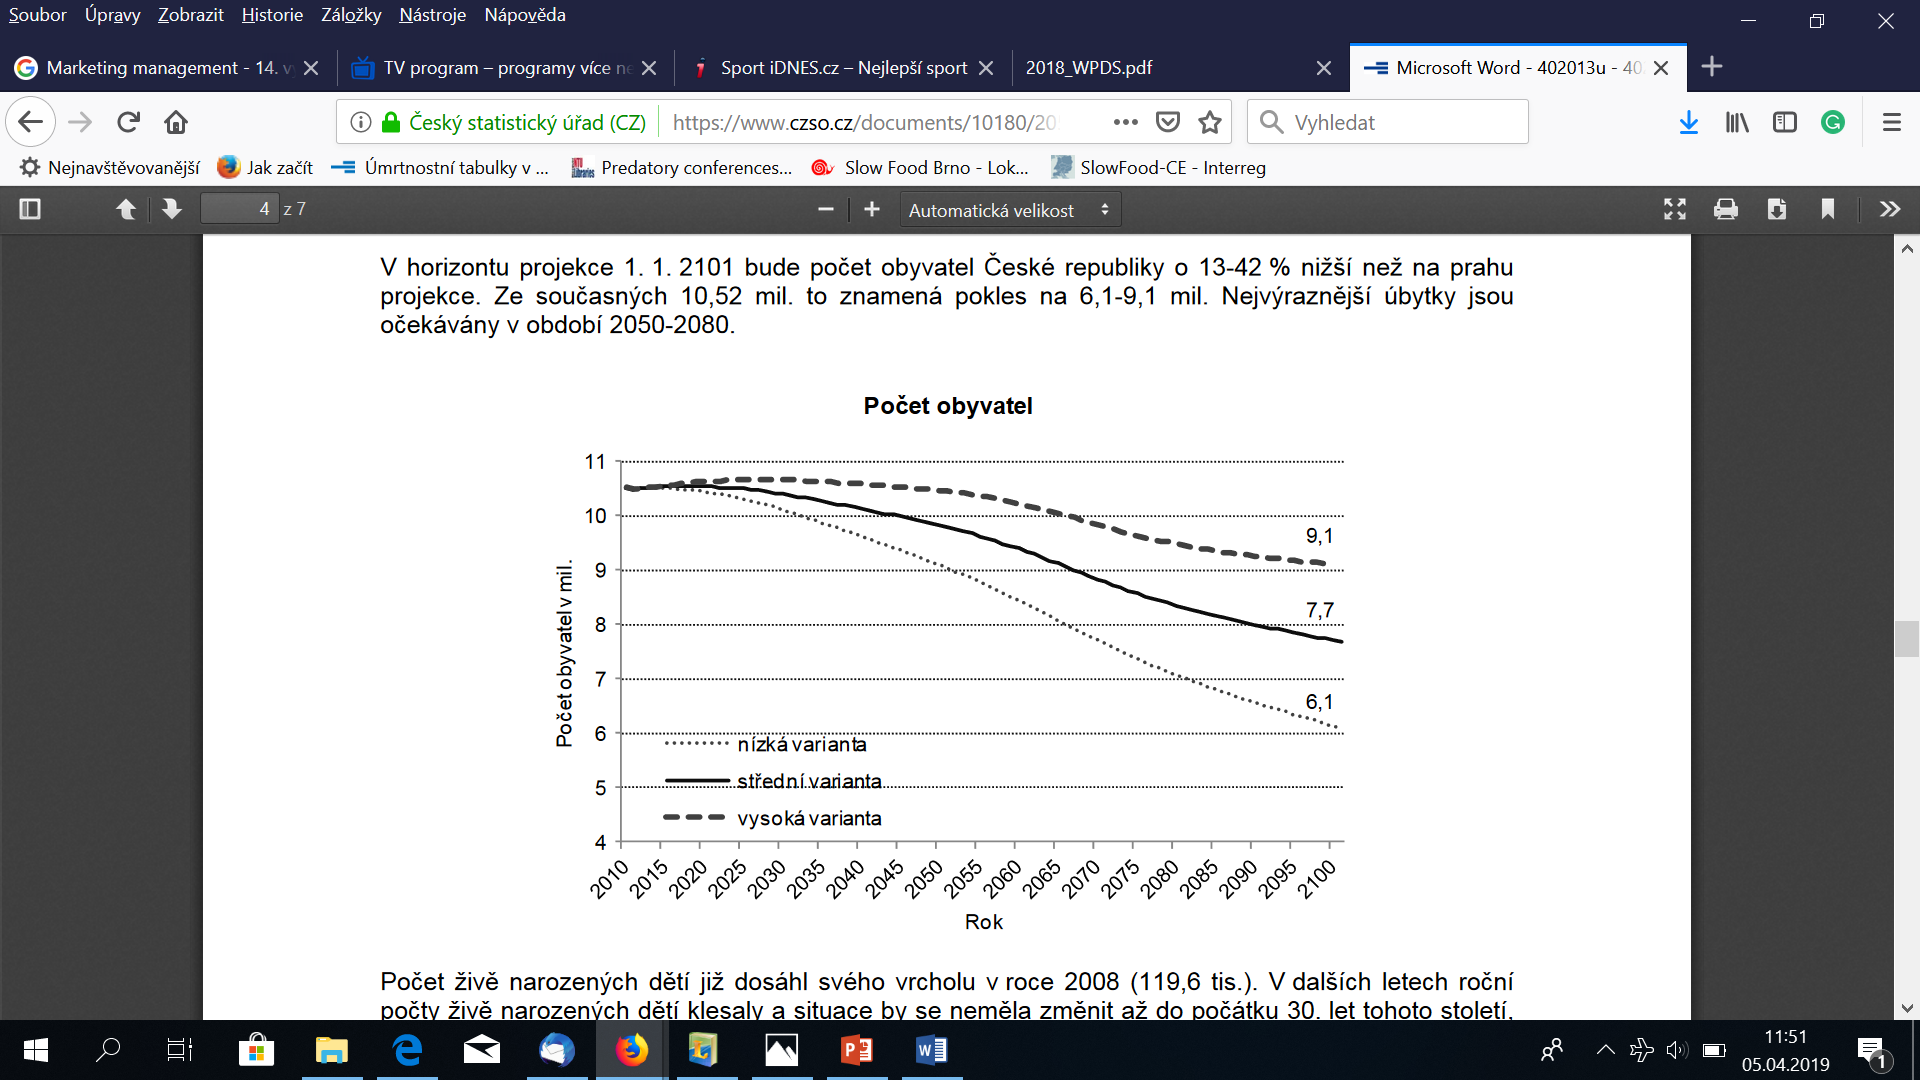 Soubor Úpravy Zobrazit Historie Záložky Nástroje Nápověda
Marketing management - 14. v
TV program – programy více ne
Sport iDNES.cz – Nejlepší sport
2018_WPDS.pdf
Microsoft Word - 402013u - 40
Český statistický úřad (CZ)
https://www.czso.cz/documents/10180/20
Vyhledat
Nejnavštěvovanější
Jak začít
Úmrtnostní tabulky v ...
Predatory conferences...
Slow Food Brno - Lok...
SlowFood-CE - Interreg
4 z 7
Automatická velikost
V horizontu projekce 1. 1. 2101 bude počet obyvatel České republiky o 13-42 % nižší než na prahu
projekce. Ze současných 10,52 mil. to znamená pokles na 6,1-9,1 mil. Nejvýraznější úbytky jsou
očekávány v období 2050-2080.
Počet obyvatel
11
10
9
8
7
6
5
4
Počet obyvatel v mil.
9,1
7,7
6,1
nízká varianta
střední varianta
vysoká varianta
2010 2015 2020 2025 2030 2035 2040 2045 2050 2055 2060 2065 2070 2075 2080 2085 2090 2095 2100
Rok
Počet živě narozených dětí již dosáhl svého vrcholu v roce 2008 (119,6 tis.). V dalších letech roční
počty živě narozených dětí klesaly a situace by se neměla změnit až do počátku 30. let tohoto století,
11:51
05.04.2019
1